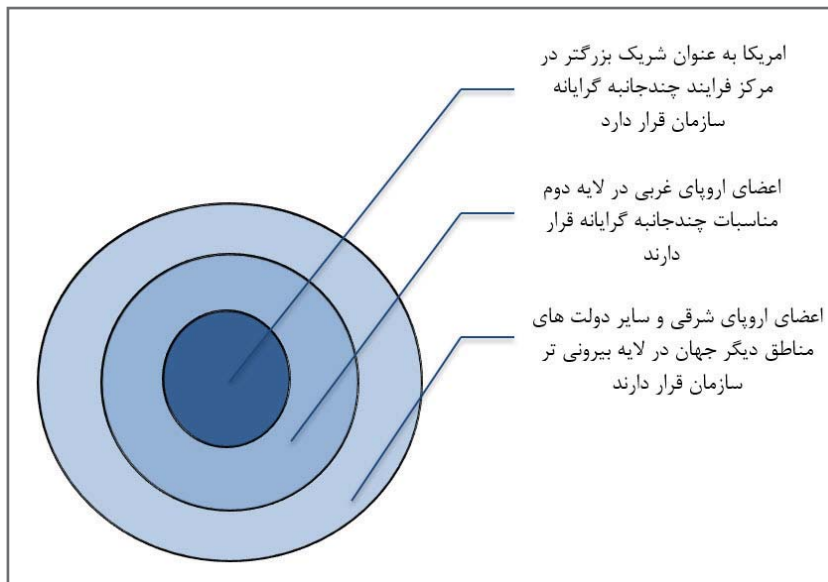 امریکا به عنوان شریک بزرگتر در
مرکز فرایند چندجانبه گرایانه
سازمان قرار دارد
اعضای اروپای غربی در لایه دوم
مناسبات چندجانبه گرایانه قرار
دارند
اعضای اروپای شرقی و سایر دولت های
مناطق دیگر جهان در لایه بیرونی تر
سازمان قرار دارند